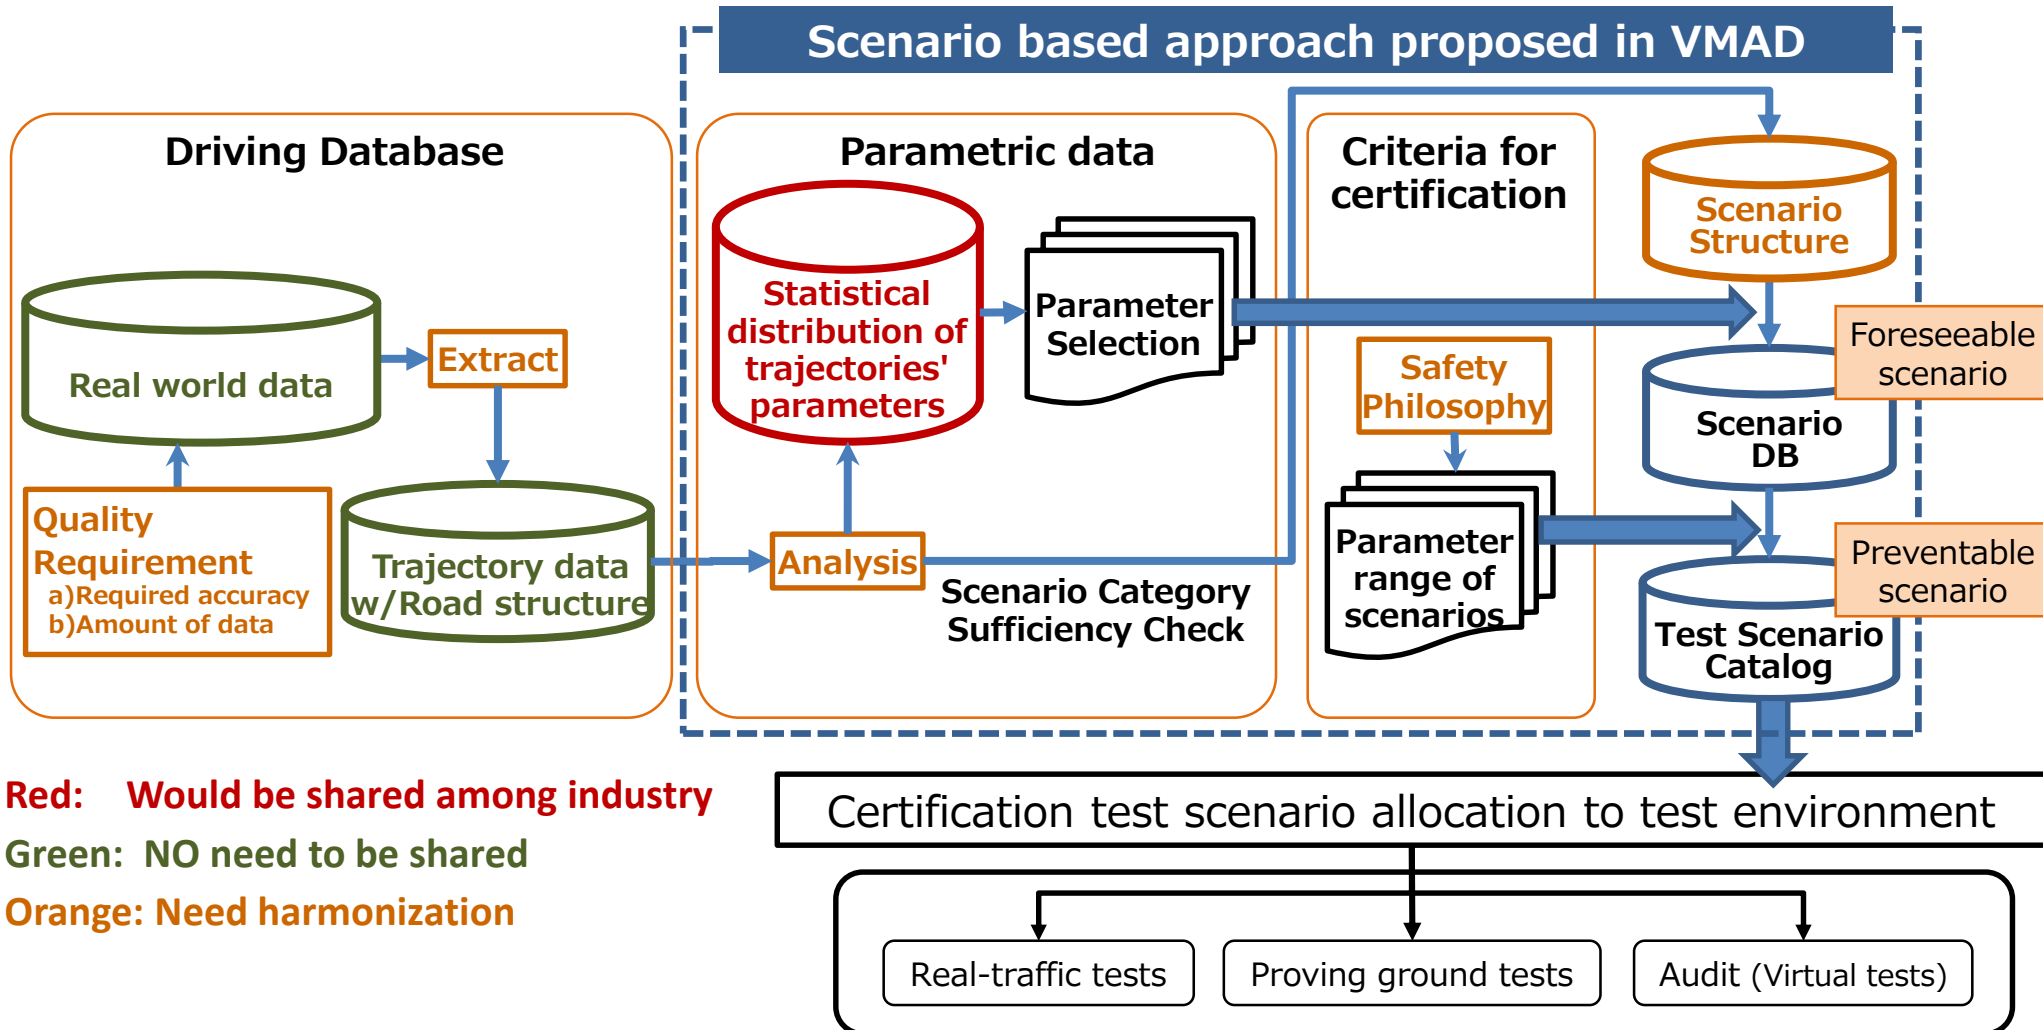 Scenario based approach proposed in VMAD
Driving Database
Real world data
Extract
Quality
Requirement
a)Required accuracy
b)Amount of data
Trajectory data
w/Road structure
Parametric data
Statistical
distribution of
trajectories'
parameters
Parameter
Selection
Analysis
Scenario Category
Sufficiency Check
Criteria for
certification
Safety
Philosophy
Parameter
range of
scenarios
Scenario
Structure
Foreseeable
scenario
Scenario
DB
Preventable
scenario
Test Scenario
Catalog
Red: Would be shared among industry
Green: NO need to be shared
Orange: Need harmonization
Certification test scenario allocation to test environment
Real-traffic tests
Proving ground tests
Audit (Virtual tests)